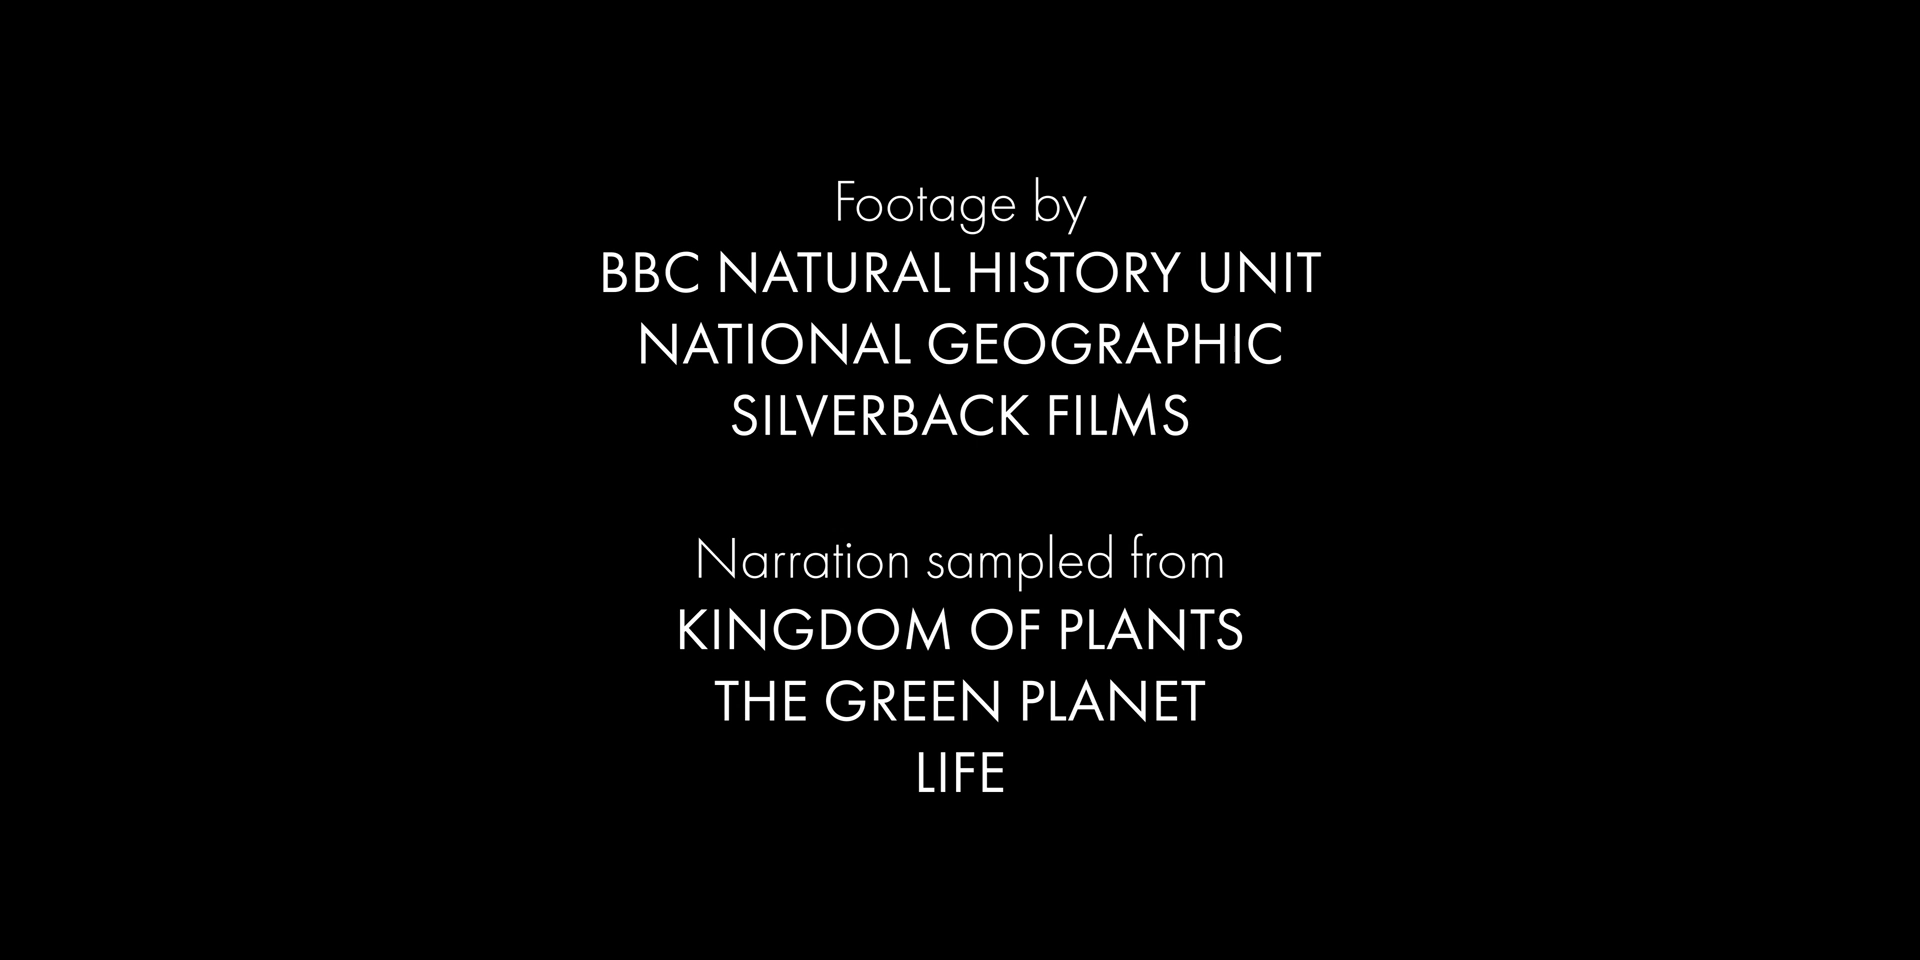 Footage by
BBC NATURAL HISTORY UNIT
NATIONAL GEOGRAPHIC
SILVERBACK FILMS
Narration sampled from
KINGDOM OF PLANTS
THE GREEN PLANET
LIFE